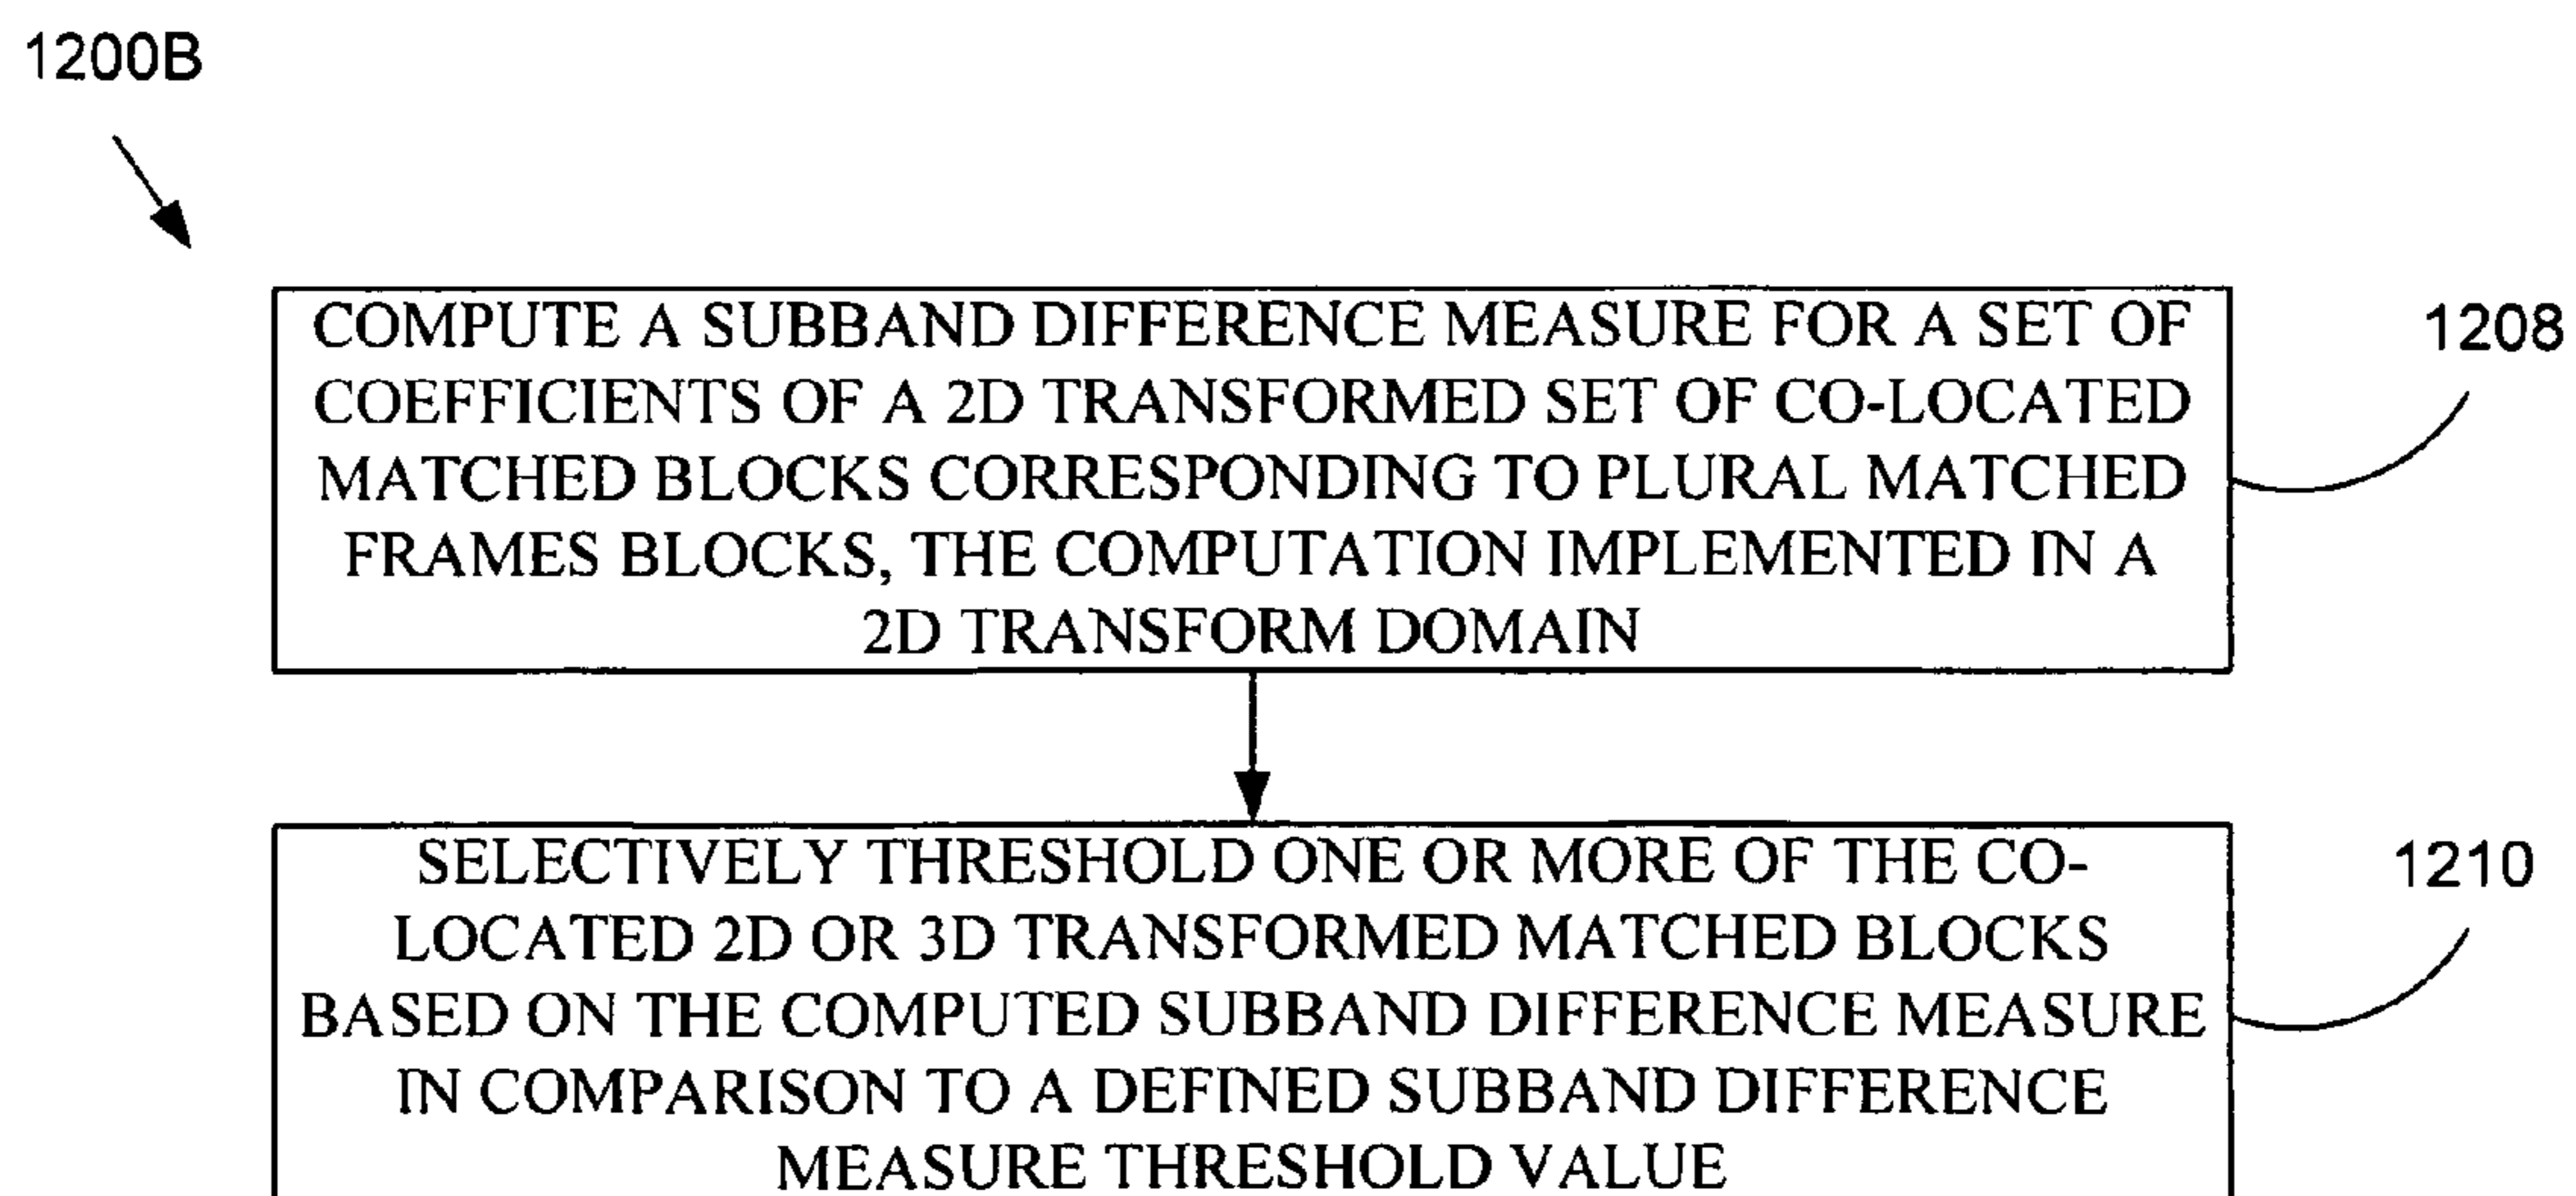 1200B
COMPUTE A SUBBAND DIFFERENCE MEASURE FOR A SET OF
COEFFICIENTS OF A 2D TRANSFORMED SET OF CO-LOCATED
MATCHED BLOCKS CORRESPONDING TO PLURAL MATCHED
FRAMES BLOCKS, THE COMPUTATION IMPLEMENTED IN A
2D TRANSFORM DOMAIN
1208
SELECTIVELY THRESHOLD ONE OR MORE OF THE CO-
LOCATED 2D OR 3D TRANSFORMED MATCHED BLOCKS
BASED ON THE COMPUTED SUBBAND DIFFERENCE MEASURE
IN COMPARISON TO A DEFINED SUBBAND DIFFERENCE
MEASURE THRESHOLD VALUE
1210